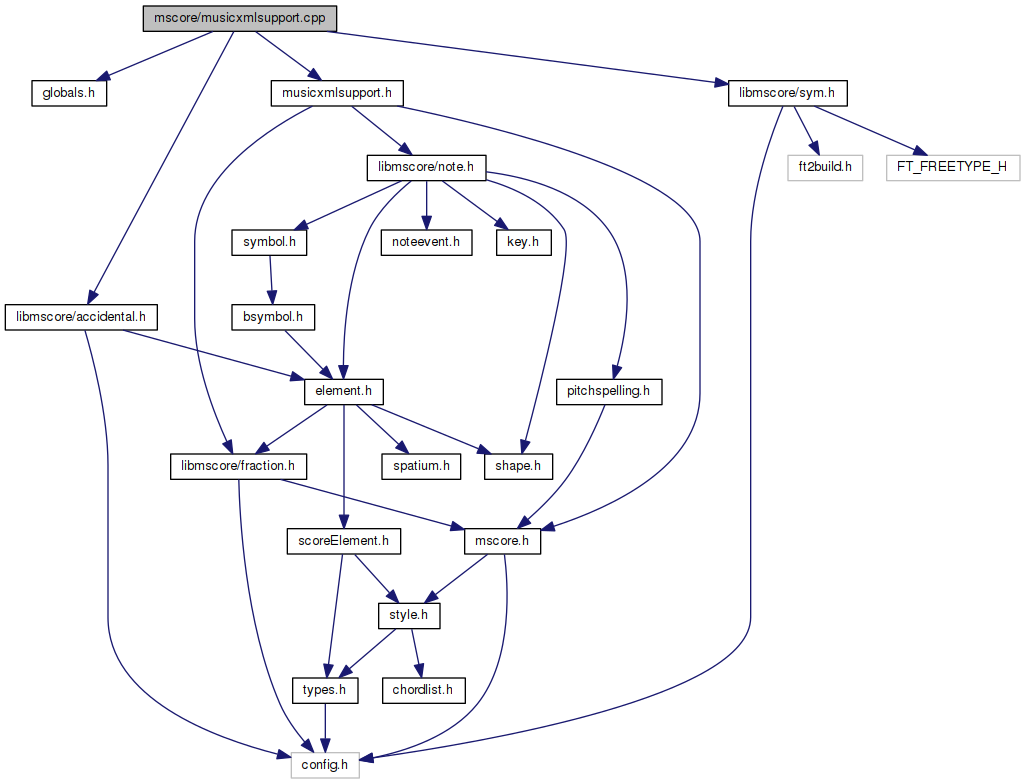 mscore/musicxmlsupport.cpp
globals.h
musicxmlsupport.h
libmscore/sym.h
libmscore/note.h
ft2build.h
FT_FREETYPE_H
symbol.h
noteevent.h
key.h
libmscore/accidental.h
bsymbol.h
element.h
pitchspelling.h
libmscore/fraction.h
spatium.h
shape.h
scoreElement.h
mscore.h
style.h
types.h
chordlist.h
config.h